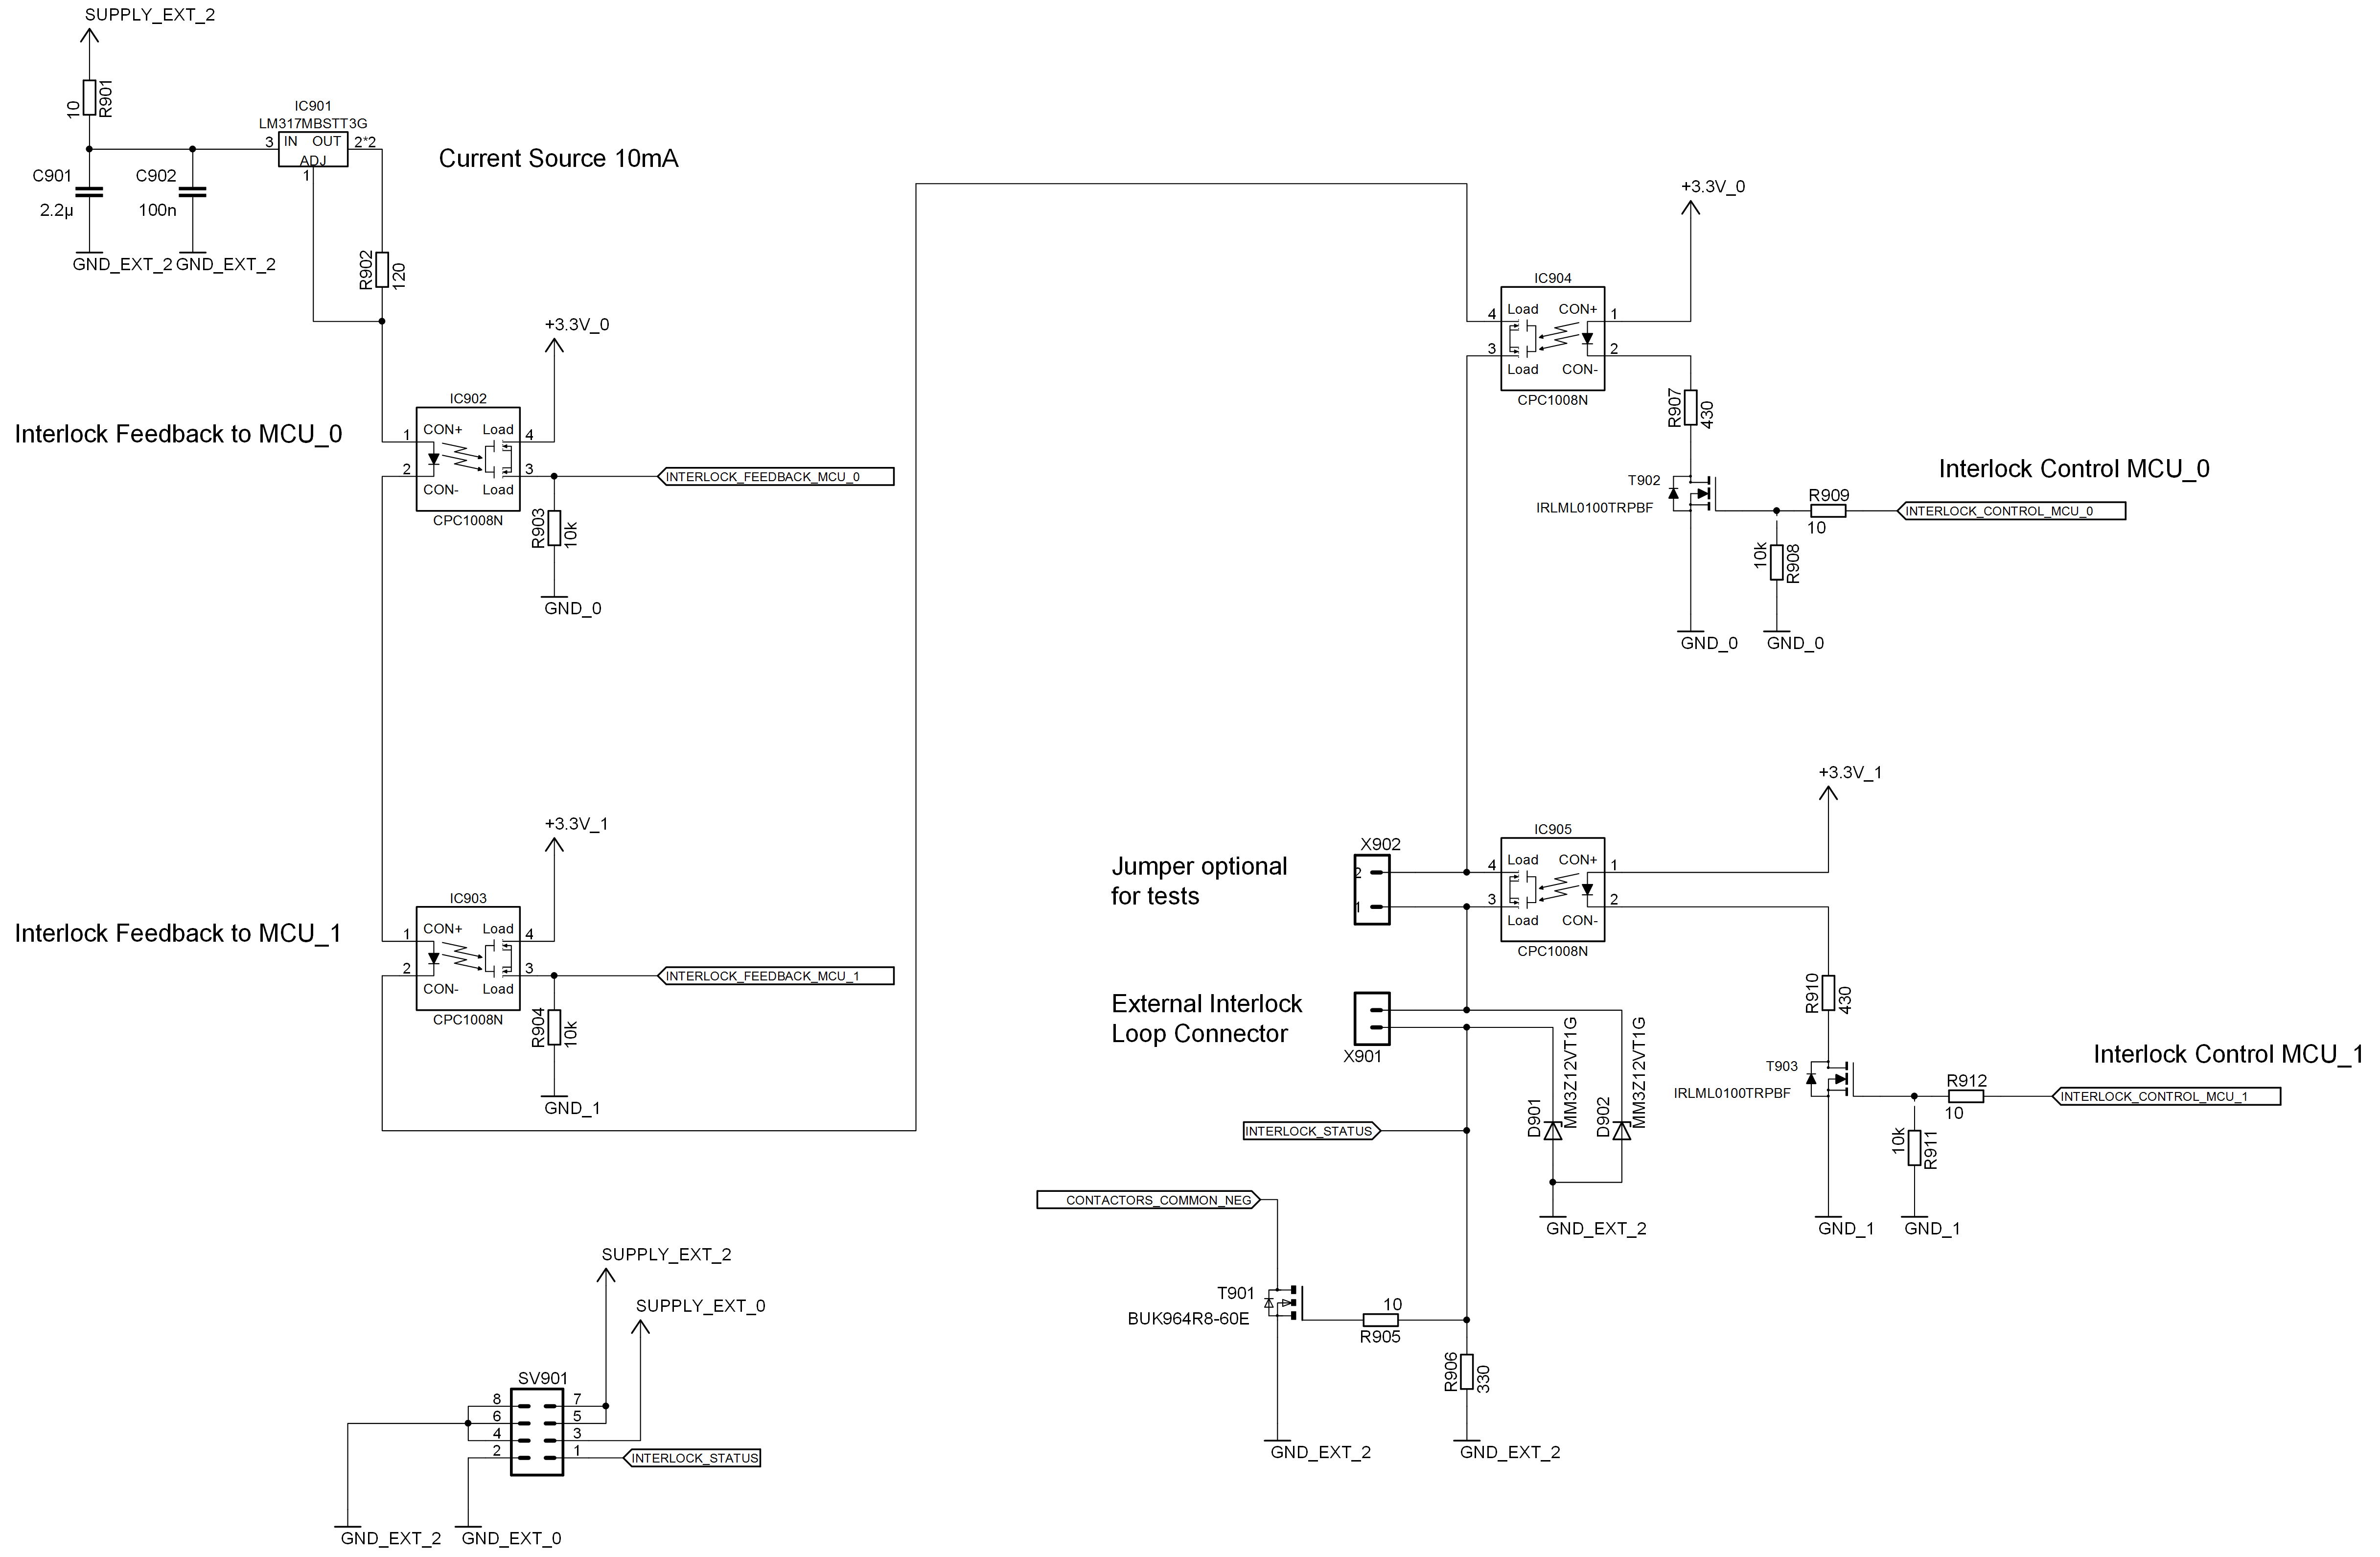 SUPPLY_EXT_2
10
R901
IC901
LM317MBSTT3G
3
IN
OUT
ADJ
2*2
1
C901
2.2µ
C902
100n
GND_EXT_2
GND_EXT_2
Current Source 10mA
R902
120
+3.3V_0
Interlock Feedback to MCU_0
IC902
1
CON+
Load
4
2
CON-
Load
3
CPC1008N
INTERLOCK_FEEDBACK_MCU_0
R903
10k
GND_0
+3.3V_1
Interlock Feedback to MCU_1
IC903
1
CON+
Load
4
2
CON-
Load
3
CPC1008N
INTERLOCK_FEEDBACK_MCU_1
R904
10k
GND_1
+3.3V_0
IC904
4
Load
CON+
1
3
Load
CON-
2
CPC1008N
R907
430
T902
IRLML0100TRPBF
Interlock Control MCU_0
R909
10
INTERLOCK_CONTROL_MCU_0
10k
R908
GND_0
GND_0
+3.3V_1
Jumper optional
for tests
X902
2
1
IC905
4
Load
CON+
1
3
Load
CON-
2
CPC1008N
External Interlock
Loop Connector
X901
R910
430
T903
IRLML0100TRPBF
Interlock Control MCU_1
R912
10
INTERLOCK_CONTROL_MCU_1
10k
R911
GND_1
GND_1
D901
MM3Z12VT1G
D902
MM3Z12VT1G
GND_EXT_2
INTERLOCK_STATUS
CONTACTORS_COMMON_NEG
T901
BUK964R8-60E
10
R905
R906
330
GND_EXT_2
GND_EXT_2
SUPPLY_EXT_2
SUPPLY_EXT_0
SV901
8
7
6
5
4
3
2
1
INTERLOCK_STATUS
GND_EXT_2
GND_EXT_0